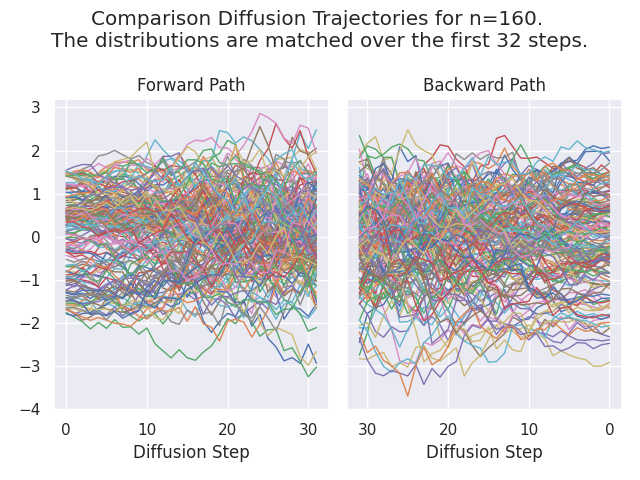 Comparison Diffusion Trajectories for n=160.
The distributions are matched over the first 32 steps.
Forward Path
Backward Path
3
2
1
0
−1
−2
−3
−4
0 10 20 30
30 20 10 0
Diffusion Step
Diffusion Step